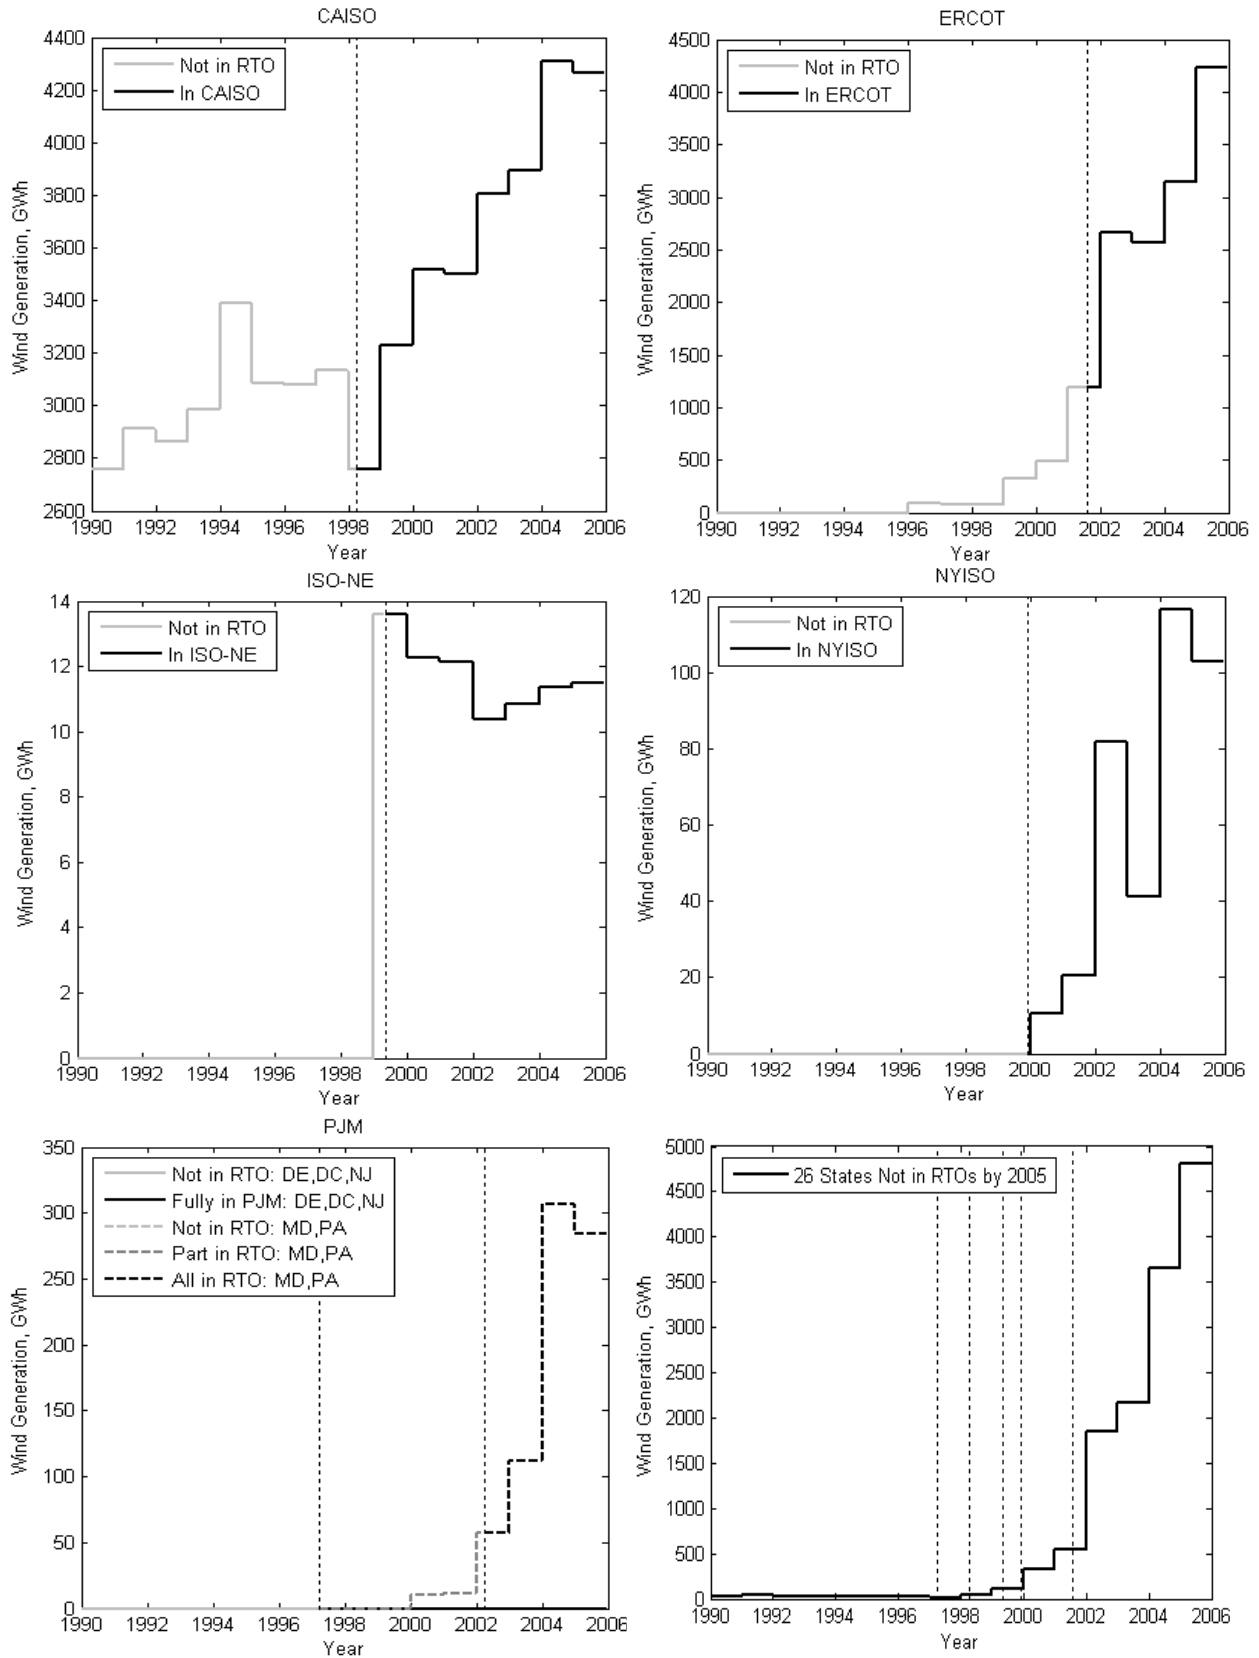 CAISO
4400
4200
4000
3800
3600
3400
3200
3000
2800
2600
Wind Generation, GWh
Not in RTO
In CAISO
1990 1992 1994 1996 1998 2000 2002 2004 2006
Year
ERCOT
4500
4000
3500
3000
2500
2000
1500
1000
500
0
Wind Generation, GWh
Not in RTO
In ERCOT
1990 1992 1994 1996 1998 2000 2002 2004 2006
Year
ISO-NE
14
12
10
8
6
4
2
0
Wind Generation, GWh
Not in RTO
In ISO-NE
1990 1992 1994 1996 1998 2000 2002 2004 2006
Year
NYISO
120
100
80
60
40
20
0
Wind Generation, GWh
Not in RTO
In NYISO
1990 1992 1994 1996 1998 2000 2002 2004 2006
Year
PJM
350
300
250
200
150
100
50
0
Wind Generation, GWh
Not in RTO: DE,DC,NJ
Fully in PJM: DE,DC,NJ
Not in RTO: MD,PA
Part in RTO: MD,PA
All in RTO: MD,PA
1990 1992 1994 1996 1998 2000 2002 2004 2006
Year
5000
4500
4000
3500
3000
2500
2000
1500
1000
500
0
Wind Generation, GWh
26 States Not in RTOs by 2005
1990 1992 1994 1996 1998 2000 2002 2004 2006
Year